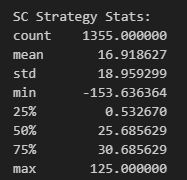 SC Strategy Stats:
count 1355.000000
mean 16.918627
std 18.959299
min -153.636364
25% 0.532670
50% 25.685629
75% 30.685629
max 125.000000